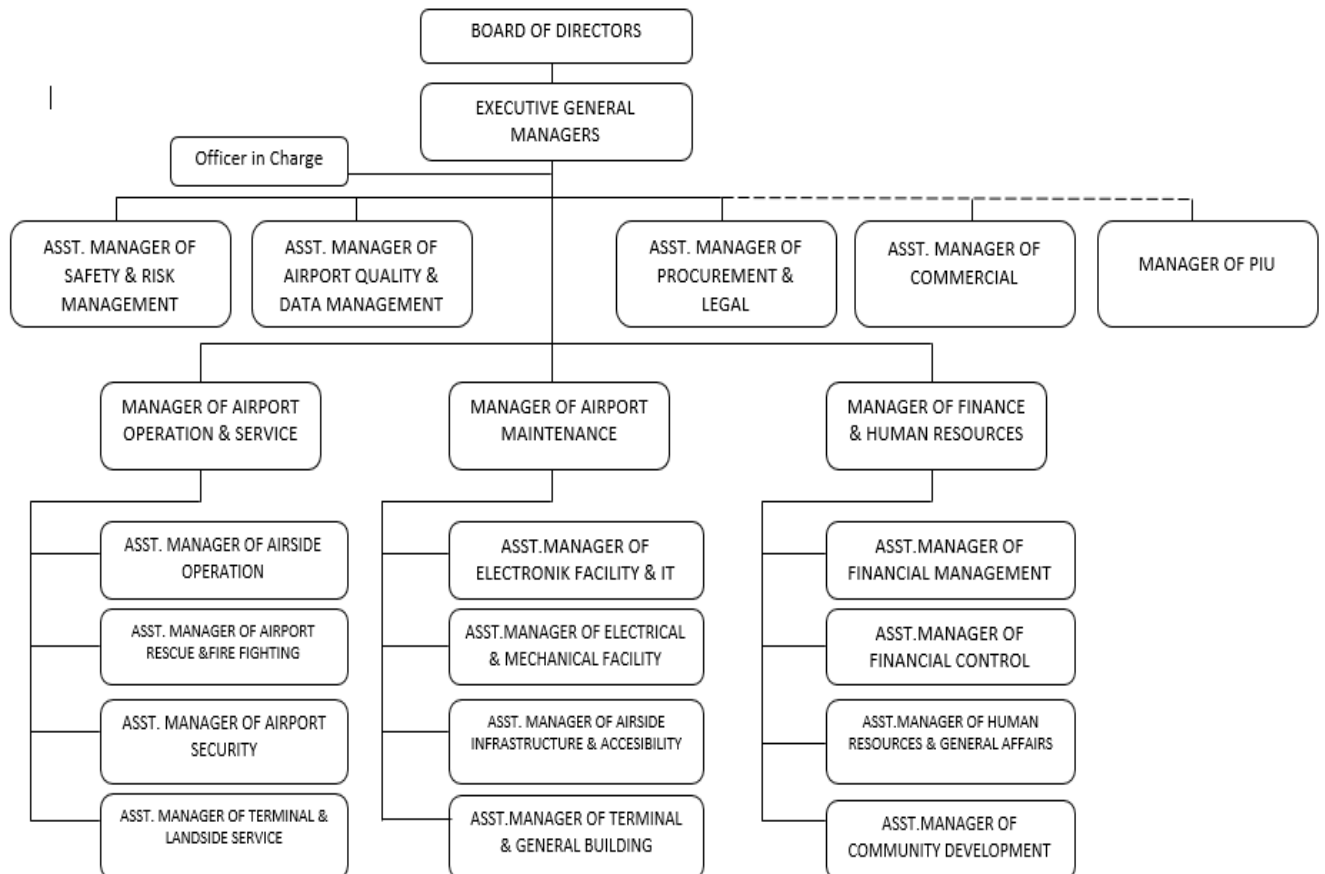 BOARD OF DIRECTORS
EXECUTIVE GENERAL
MANAGERS
Officer in Charge
ASST. MANAGER OF
SAFETY & RISK
MANAGEMENT
ASST. MANAGER OF
AIRPORT QUALITY &
DATA MANAGEMENT
ASST. MANAGER OF
PROCUREMENT &
LEGAL
ASST. MANAGER OF
COMMERCIAL
MANAGER OF PIU
MANAGER OF AIRPORT
OPERATION & SERVICE
MANAGER OF AIRPORT
MAINTENANCE
MANAGER OF FINANCE
& HUMAN RESOURCES
ASST. MANAGER OF AIRSIDE
OPERATION
ASST. MANAGER OF AIRPORT
RESCUE &FIRE FIGHTING
ASST. MANAGER OF AIRPORT
SECURITY
ASST. MANAGER OF TERMINAL &
LANDSIDE SERVICE
ASST.MANAGER OF
ELECTRONIK FACILITY & IT
ASST.MANAGER OF ELECTRICAL
& MECHANICAL FACILITY
ASST. MANAGER OF AIRSIDE
INFRASTRUCTURE & ACCESIBILITY
ASST.MANAGER OF TERMINAL
& GENERAL BUILDING
ASST.MANAGER OF
FINANCIAL MANAGEMENT
ASST.MANAGER OF
FINANCIAL CONTROL
ASST.MANAGER OF HUMAN
RESOURCES & GENERAL AFFAIRS
ASST.MANAGER OF
COMMUNITY DEVELOPMENT